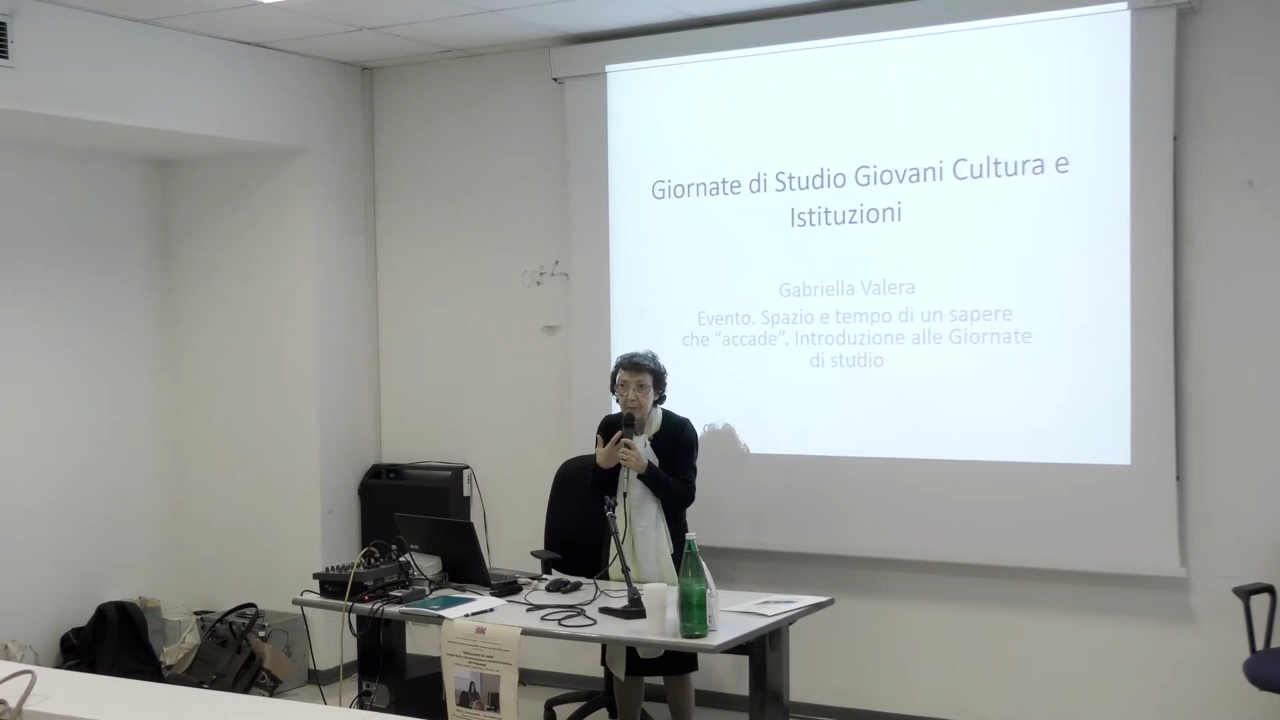 Giornate di Studio Giovani Cultura e
Istituzioni
Gabriella Valera
Evento. Spazio e tempo di un sapere
che “accade”. Introduzione alle Giornate
di studio